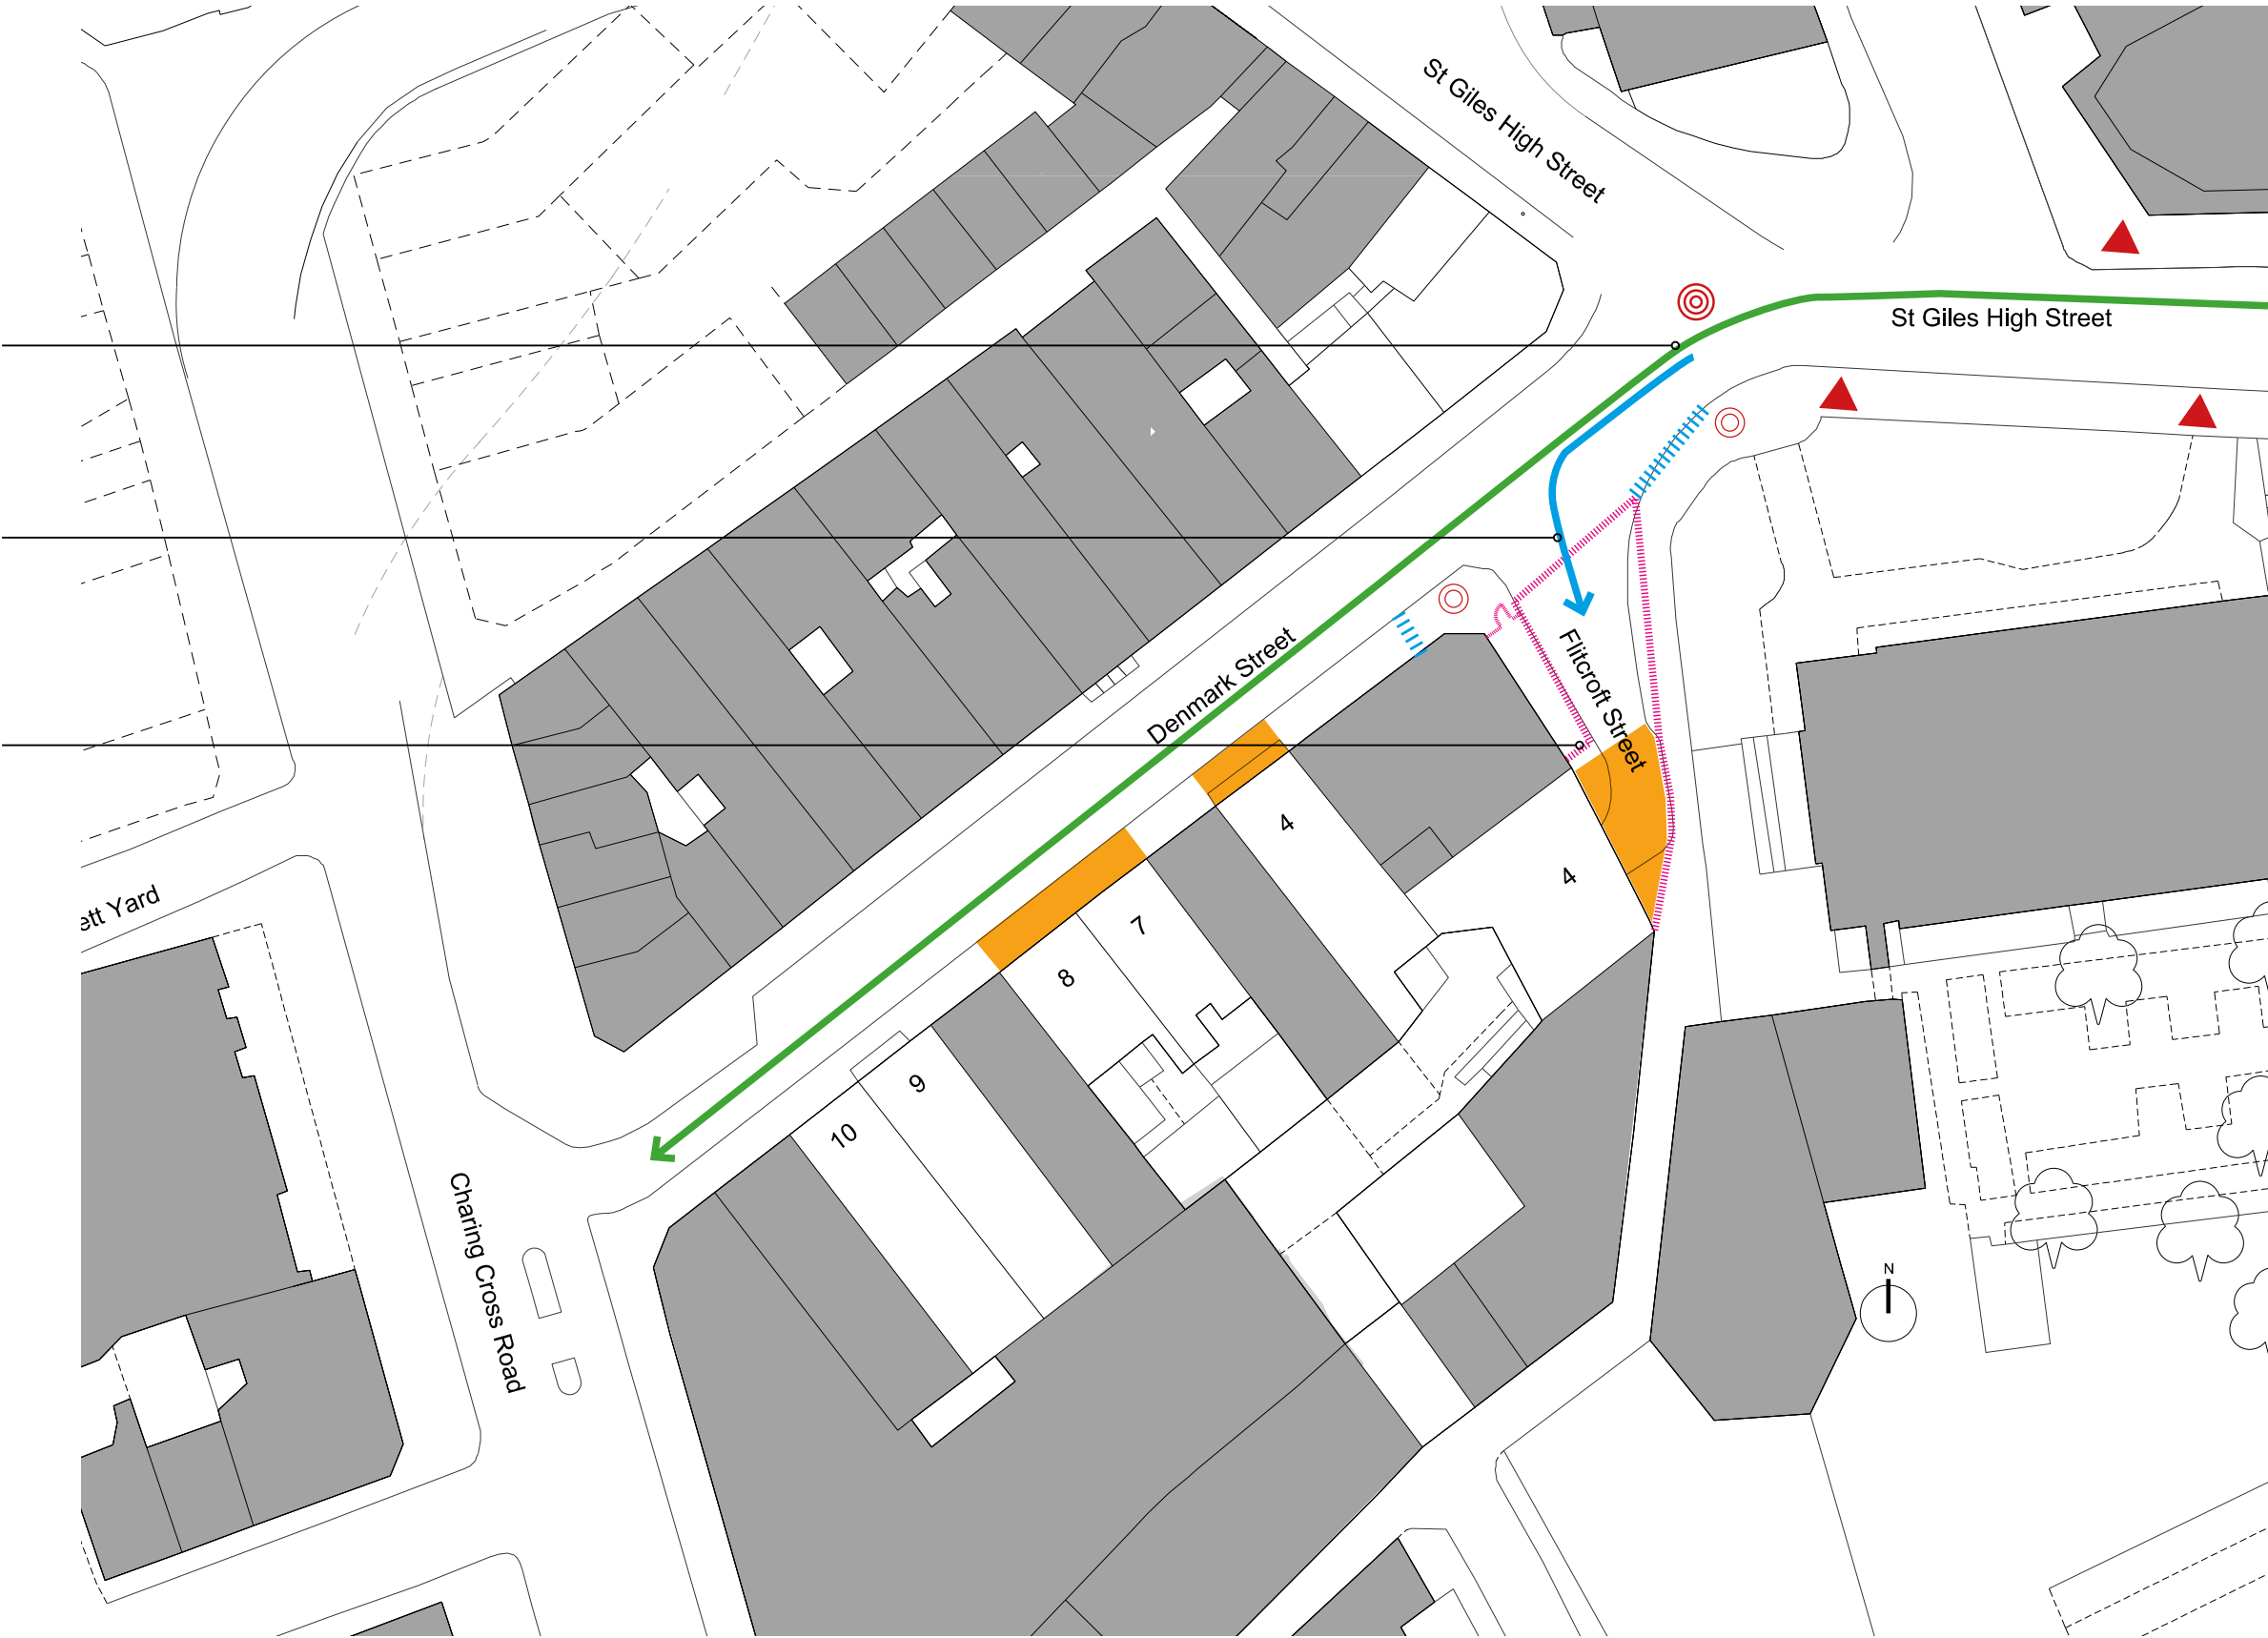 St Giles High Street
St Giles High Street
Denmark Street
Flitcroft Street
4
4
7
8
9
10
ett Yard
Charing Cross Road
N